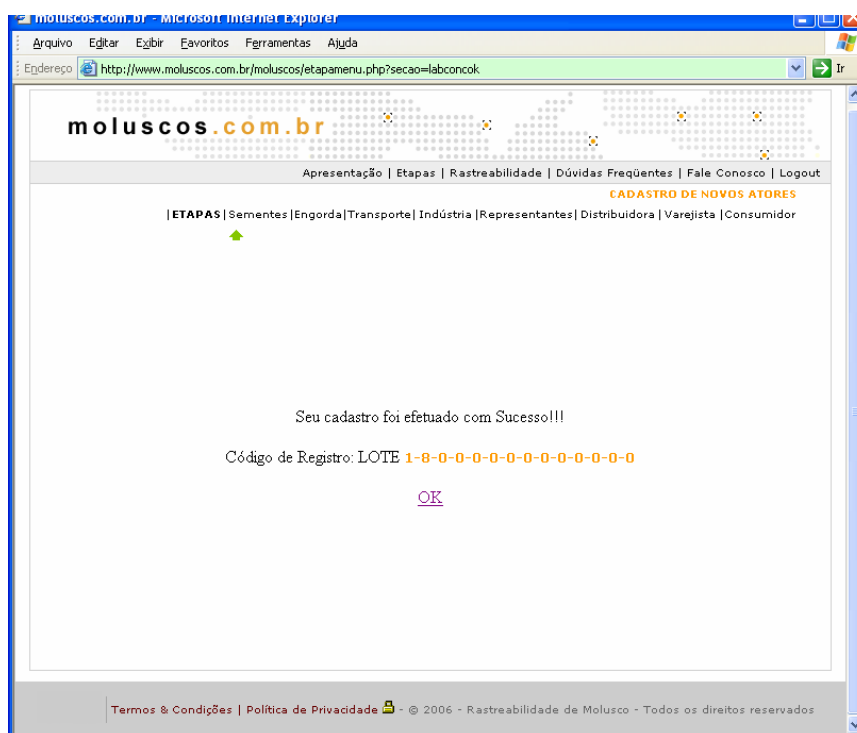 moluscos.com.br - Microsoft Internet Explorer
Arquivo Editar Exibir Favoritos Ferramentas Ajuda
Endereço http://www.moluscos.com.br/moluscos/etapamenu.php?secao=labconcok Ir
moluscos.com.br
Apresentação | Etapas | Rastreabilidade | Dúvidas Freqüentes | Fale Conosco | Logout
CADASTRO DE NOVOS ATORES
|ETAPAS|Sementes|Engorda|Transporte| Indústria |Representantes| Distribuidora |Varejista |Consumidor
Seu cadastro foi efetuado com Sucesso!!!
Código de Registro: LOTE 1-8-0-0-0-0-0-0-0-0-0-0-0-0
OK
Termos & Condições | Política de Privacidade - © 2006 - Rastreabilidade de Molusco - Todos os direitos reservados